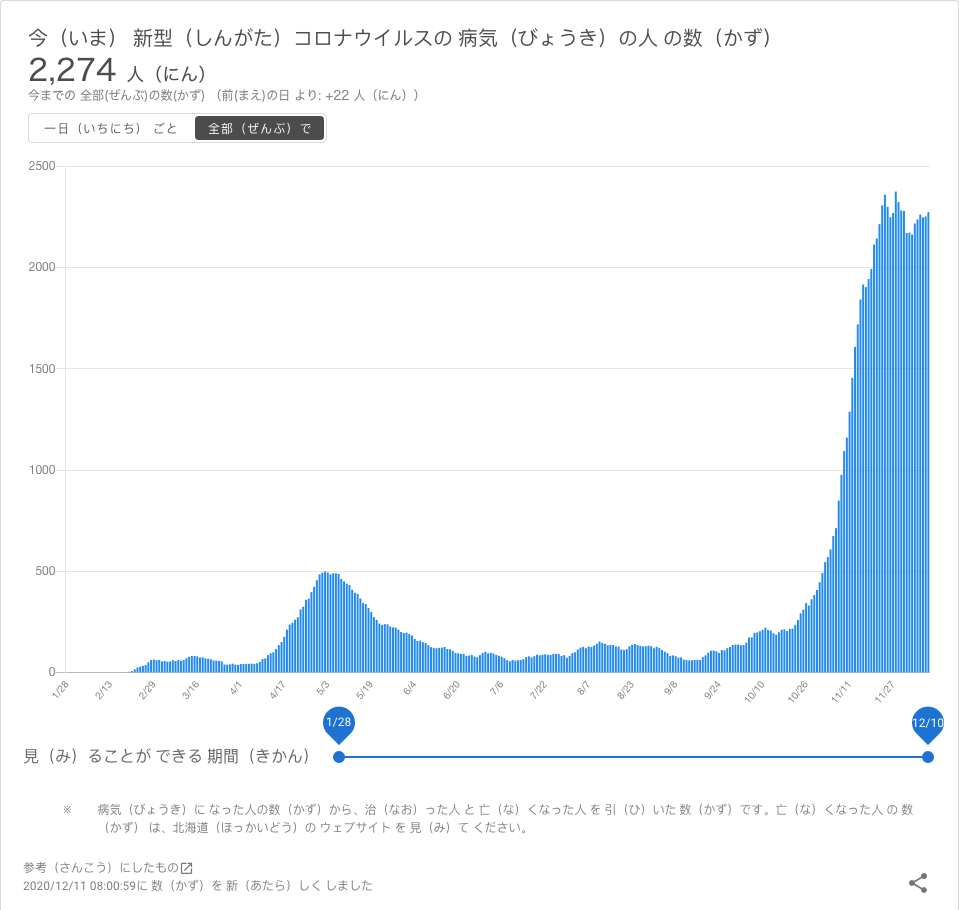 今（いま） 新型（しんがた）コロナウイルスの 病気（びょうき）の人 の数（かず）
2,274 人（にん）
今までの 全部(ぜんぶ)の数(かず) （前(まえ)の日 より: +22 人（にん））
一日（いちにち） ごと 全部（ぜんぶ）で
2500
2000
1500
1000
500
0
1/28 2/13 2/29 3/16 4/1 4/17 5/3 5/19 6/4 6/20 7/6 7/22 8/7 8/23 9/8 9/24 10/10 10/26 11/11 11/27
1/28 12/10
見（み）ることが できる 期間（きかん）
※ 病気（びょうき）に なった人の数（かず）から、治（なお）った人 と 亡（な）くなった人 を 引（ひ）いた 数（かず）です。亡（な）くなった人 の 数
（かず） は、北海道（ほっかいどう）の ウェブサイト を 見（み）て ください。
参考（さんこう）にしたもの
2020/12/11 08:00:59に 数（かず）を 新（あたら）しく しました